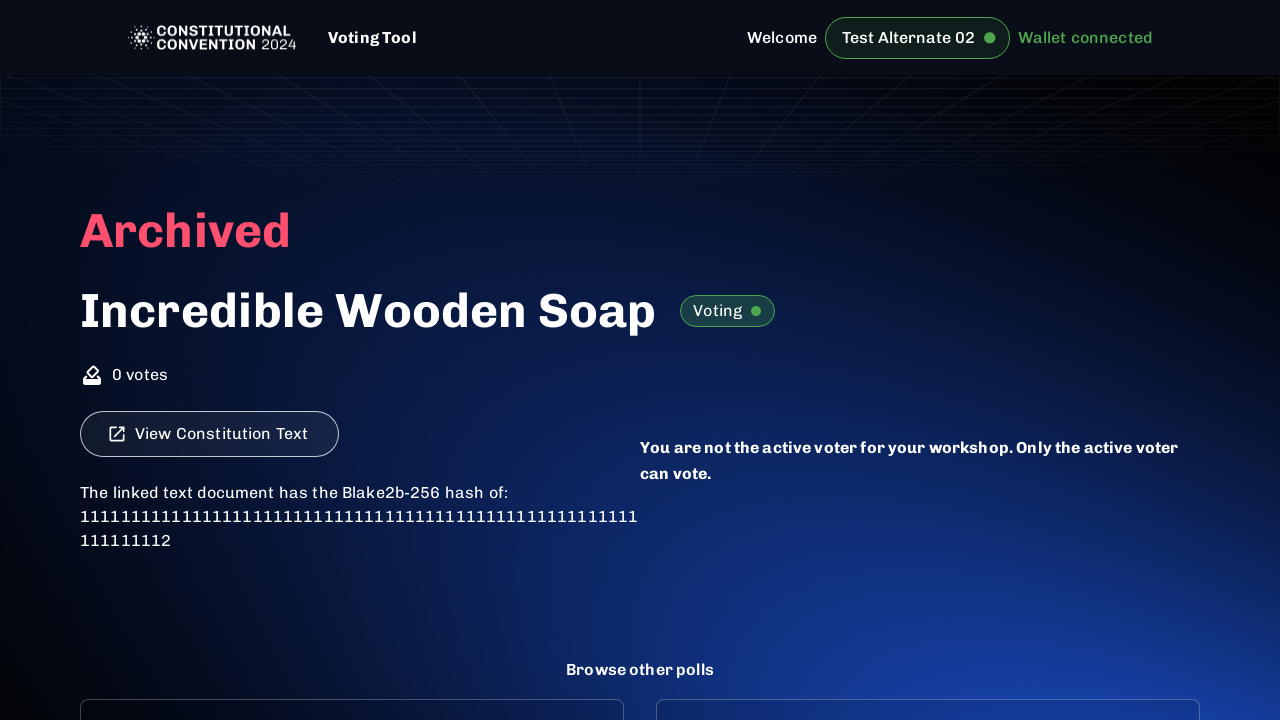 CONSTITUTIONAL
CONVENTION 2024
Voting Tool
Welcome
Test Alternate 02
Wallet connected
Archived
Incredible Wooden Soap
Voting
0 votes
View Constitution Text
You are not the active voter for your workshop. Only the active voter
can vote.
The linked text document has the Blake2b-256 hash of:
1111111111111111111111111111111111111111111111111111111
111111112
Browse other polls